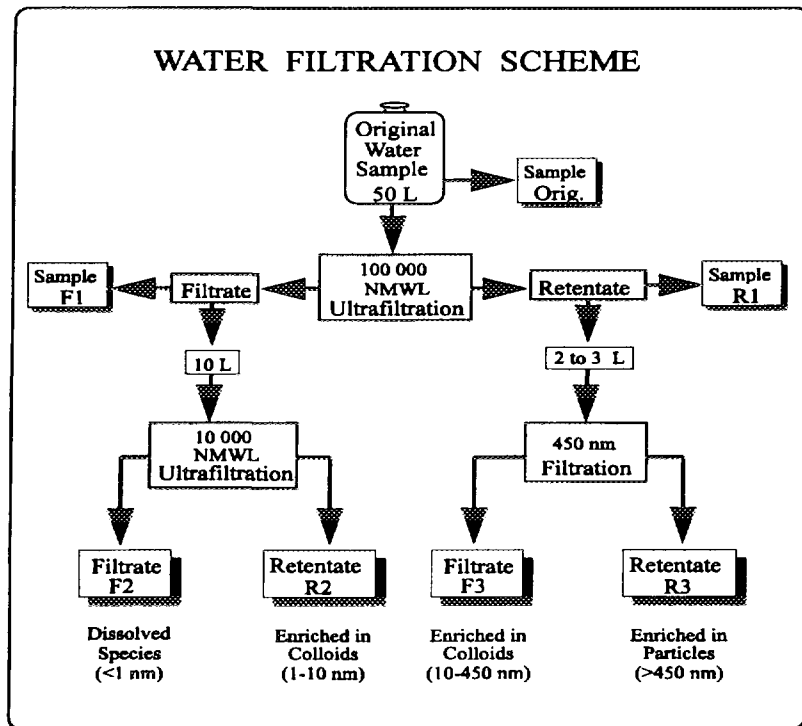 WATER FILTRATION SCHEME
Original
Water
Sample
50 L
Sample
Orig.
Sample
F1
Filtrate
100 000
NMWL
Ultrafiltration
Retentate
Sample
R1
10 L
2 to 3 L
10 000
NMWL
Ultrafiltration
450 nm
Filtration
Filtrate
F2
Retentate
R2
Filtrate
F3
Retentate
R3
Dissolved
Species
(<1 nm)
Enriched in
Colloids
(1-10 nm)
Enriched in
Colloids
(10-450 nm)
Enriched in
Particles
(>450 nm)